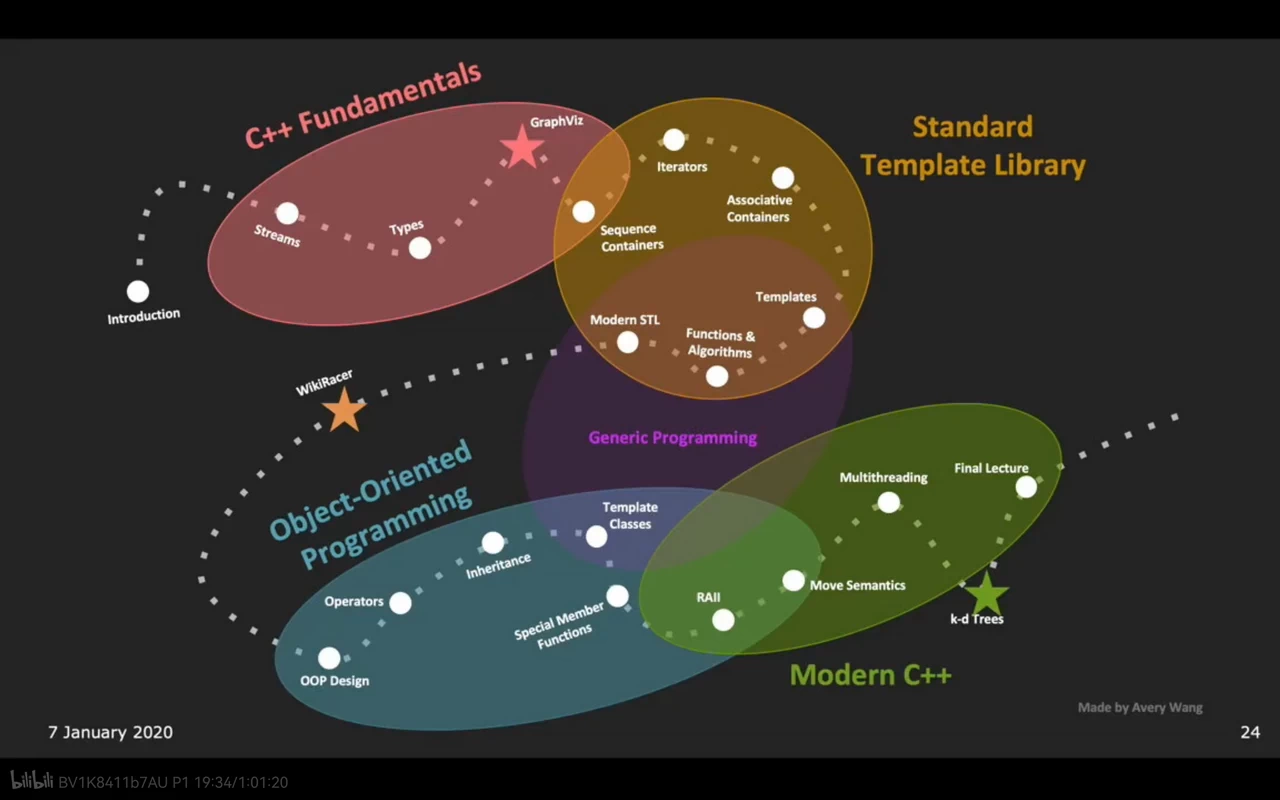 C++ Fundamentals
GraphViz
Streams
Types
Introduction
Standard
Template Library
Iterators
Associative
Containers
Sequence
Containers
Templates
Modern STL
Functions &
Algorithms
WikiRacer
Generic Programming
Object-Oriented
Programming
Template
Classes
Inheritance
Operators
OOP Design
Special Member
Functions
RAII
Move Semantics
Multithreading
Final Lecture
k-d Trees
Modern C++
Made by Avery Wang
7 January 2020
24
bilibili BV1K8411b7AU P1 19:34/1:01:20